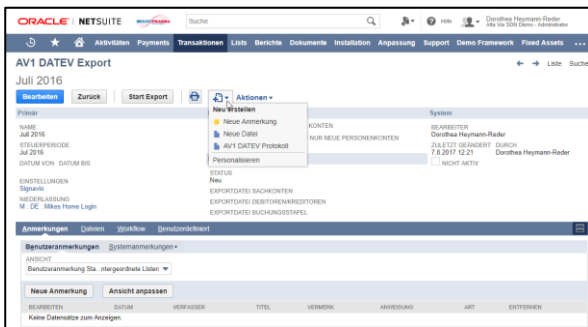 ORACLE NETSUITE
Suche
Hilfe
Dorothea Heymann-Reder
Alta Via SDN Demo - Administrator
Aktivitäten Payments Transaktionen Lists Berichte Dokumente Installation Anpassung Support Demo Framework Fixed Assets ...
AV1 DATEV Export
Liste Suche
Juli 2016
Bearbeiten Zurück Start Export Aktionen
Neu erstellen
Neue Anmerkung
Neue Datei
AV1 DATEV Protokoll
Personalisieren
Primär
System
NAME
Juli 2016
STEUERPERIODE
Jul 2016
DATUM VON DATUM BIS
EINSTELLUNGEN
Signavio
NIEDERLASSUNG
M : DE : Mikes Home Login
KONTEN
NUR NEUE PERSONENKONTEN
STATUS
Neu
EXPORTDATEI SACHKONTEN
EXPORTDATEI DEBITOREN/KREDITOREN
EXPORTDATEI BUCHUNGSSTAPEL
BEARBEITER
Dorothea Heymann-Reder
ZULETZT GEÄNDERT DURCH
7.8.2017 12:21 Dorothea Heymann-Reder
NICHT AKTIV
Anmerkungen Dateien Workflow Benutzerdefiniert
Benutzeranmerkungen Systemanmerkungen
ANSICHT
Benutzeranmerkung Sta...ntergeordnete Listen
Neue Anmerkung Ansicht anpassen
BEARBEITEN DATUM VERFASSER TITEL VERMERK ANWEISUNG ART ENTFERNEN
Keine Datensätze zum Anzeigen.